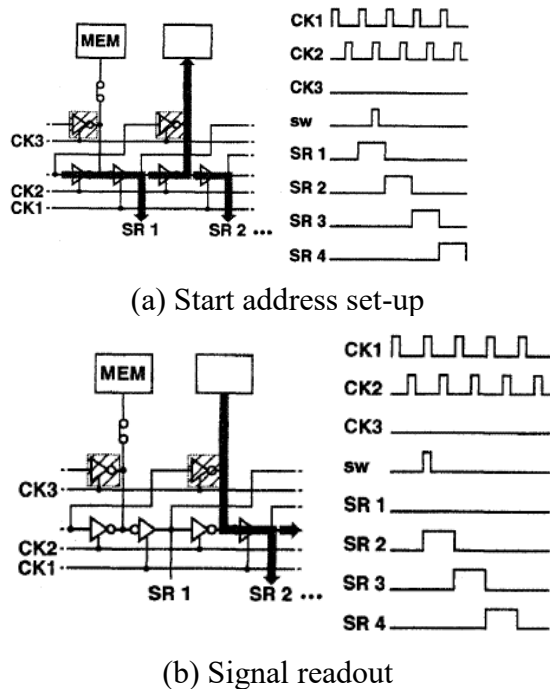 MEM
CK3
CK2
CK1
SR 1
SR 2 •••
CK1
CK2
CK3
sw
SR 1
SR 2
SR 3
SR 4
(a) Start address set-up
MEM
CK3
CK2
CK1
SR 1
SR 2 •••
CK1
CK2
CK3
sw
SR 1
SR 2
SR 3
SR 4
(b) Signal readout